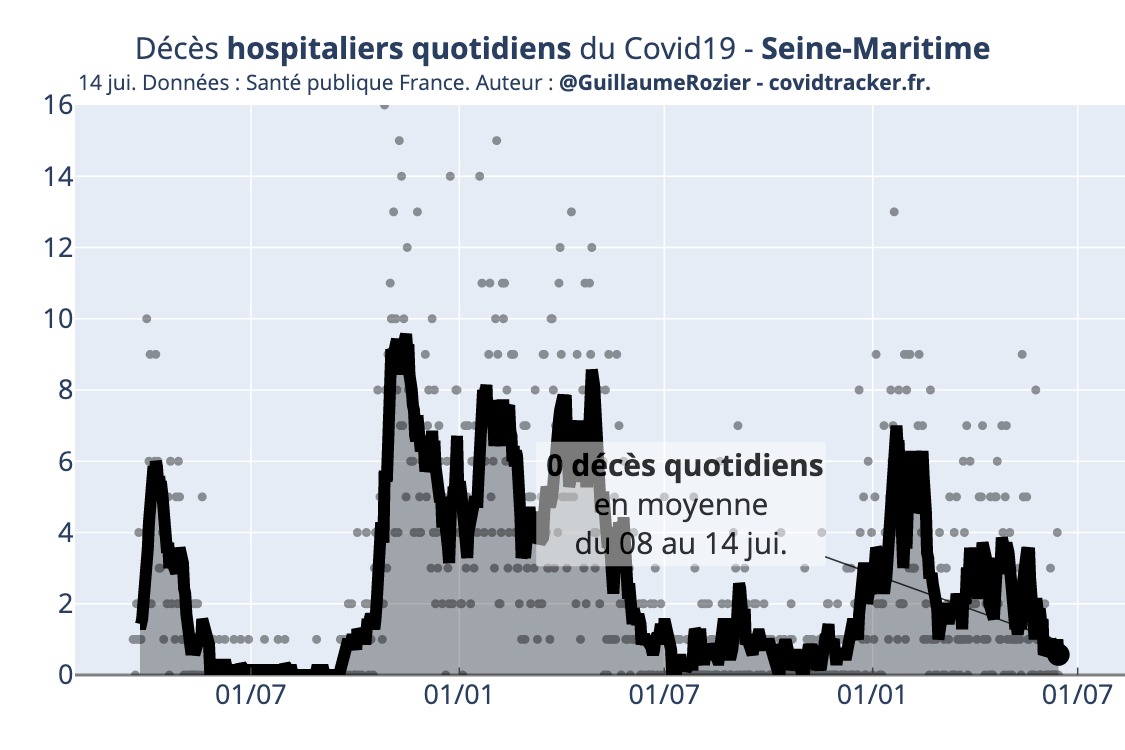 Décès hospitaliers quotidiens du Covid19 - Seine-Maritime
14 jui. Données : Santé publique France. Auteur : @GuillaumeRozier - covidtracker.fr.
16
14
12
10
8
6
4
2
0
0 décès quotidiens
en moyenne
du 08 au 14 jui.
01/07 01/01 01/07 01/01 01/07